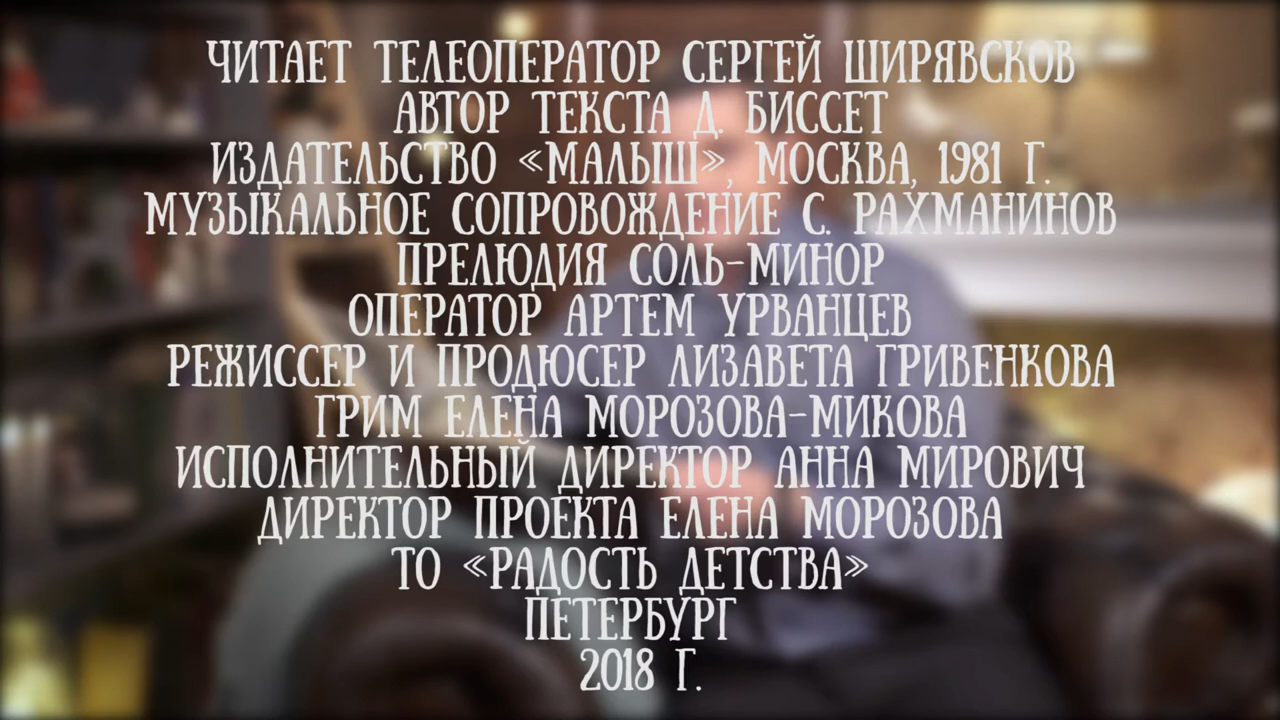 ЧИТАЕТ ТЕЛЕОПЕРАТОР СЕРГЕЙ ШИРЯВСКОВ
АВТОР ТЕКСТА Д. БИССЕТ
ИЗДАТЕЛЬСТВО «МАЛЫШ», МОСКВА, 1981 Г.
МУЗЫКАЛЬНОЕ СОПРОВОЖДЕНИЕ С. РАХМАНИНОВ
ПРЕЛЮДИЯ СОЛЬ-МИНОР
ОПЕРАТОР АРТЕМ УРВАНЦЕВ
РЕЖИССЕР И ПРОДЮСЕР ЛИЗАВЕТА ГРИВЕНКОВА
ГРИМ ЕЛЕНА МОРОЗОВА-МИКОВА
ИСПОЛНИТЕЛЬНЫЙ ДИРЕКТОР АННА МИРОВИЧ
ДИРЕКТОР ПРОЕКТА ЕЛЕНА МОРОЗОВА
ТО «РАДОСТЬ ДЕТСТВА»
ПЕТЕРБУРГ
2018 Г.